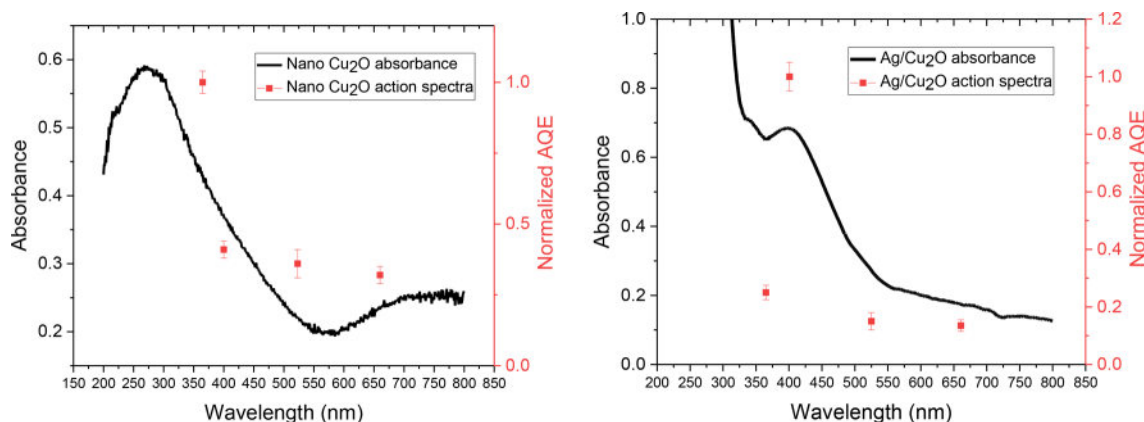 Nano Cu2O absorbance
Nano Cu2O action spectra
Absorbance
0.6
0.5
0.4
0.3
0.2
Normalized AQE
1.0
0.5
0.0
150 200 250 300 350 400 450 500 550 600 650 700 750 800 850
Wavelength (nm)
Ag/Cu2O absorbance
Ag/Cu2O action spectra
Absorbance
1.0
0.8
0.6
0.4
0.2
0.0
Normalized AQE
1.2
1.0
0.8
0.6
0.4
0.2
0.0
200 250 300 350 400 450 500 550 600 650 700 750 800 850
Wavelength (nm)